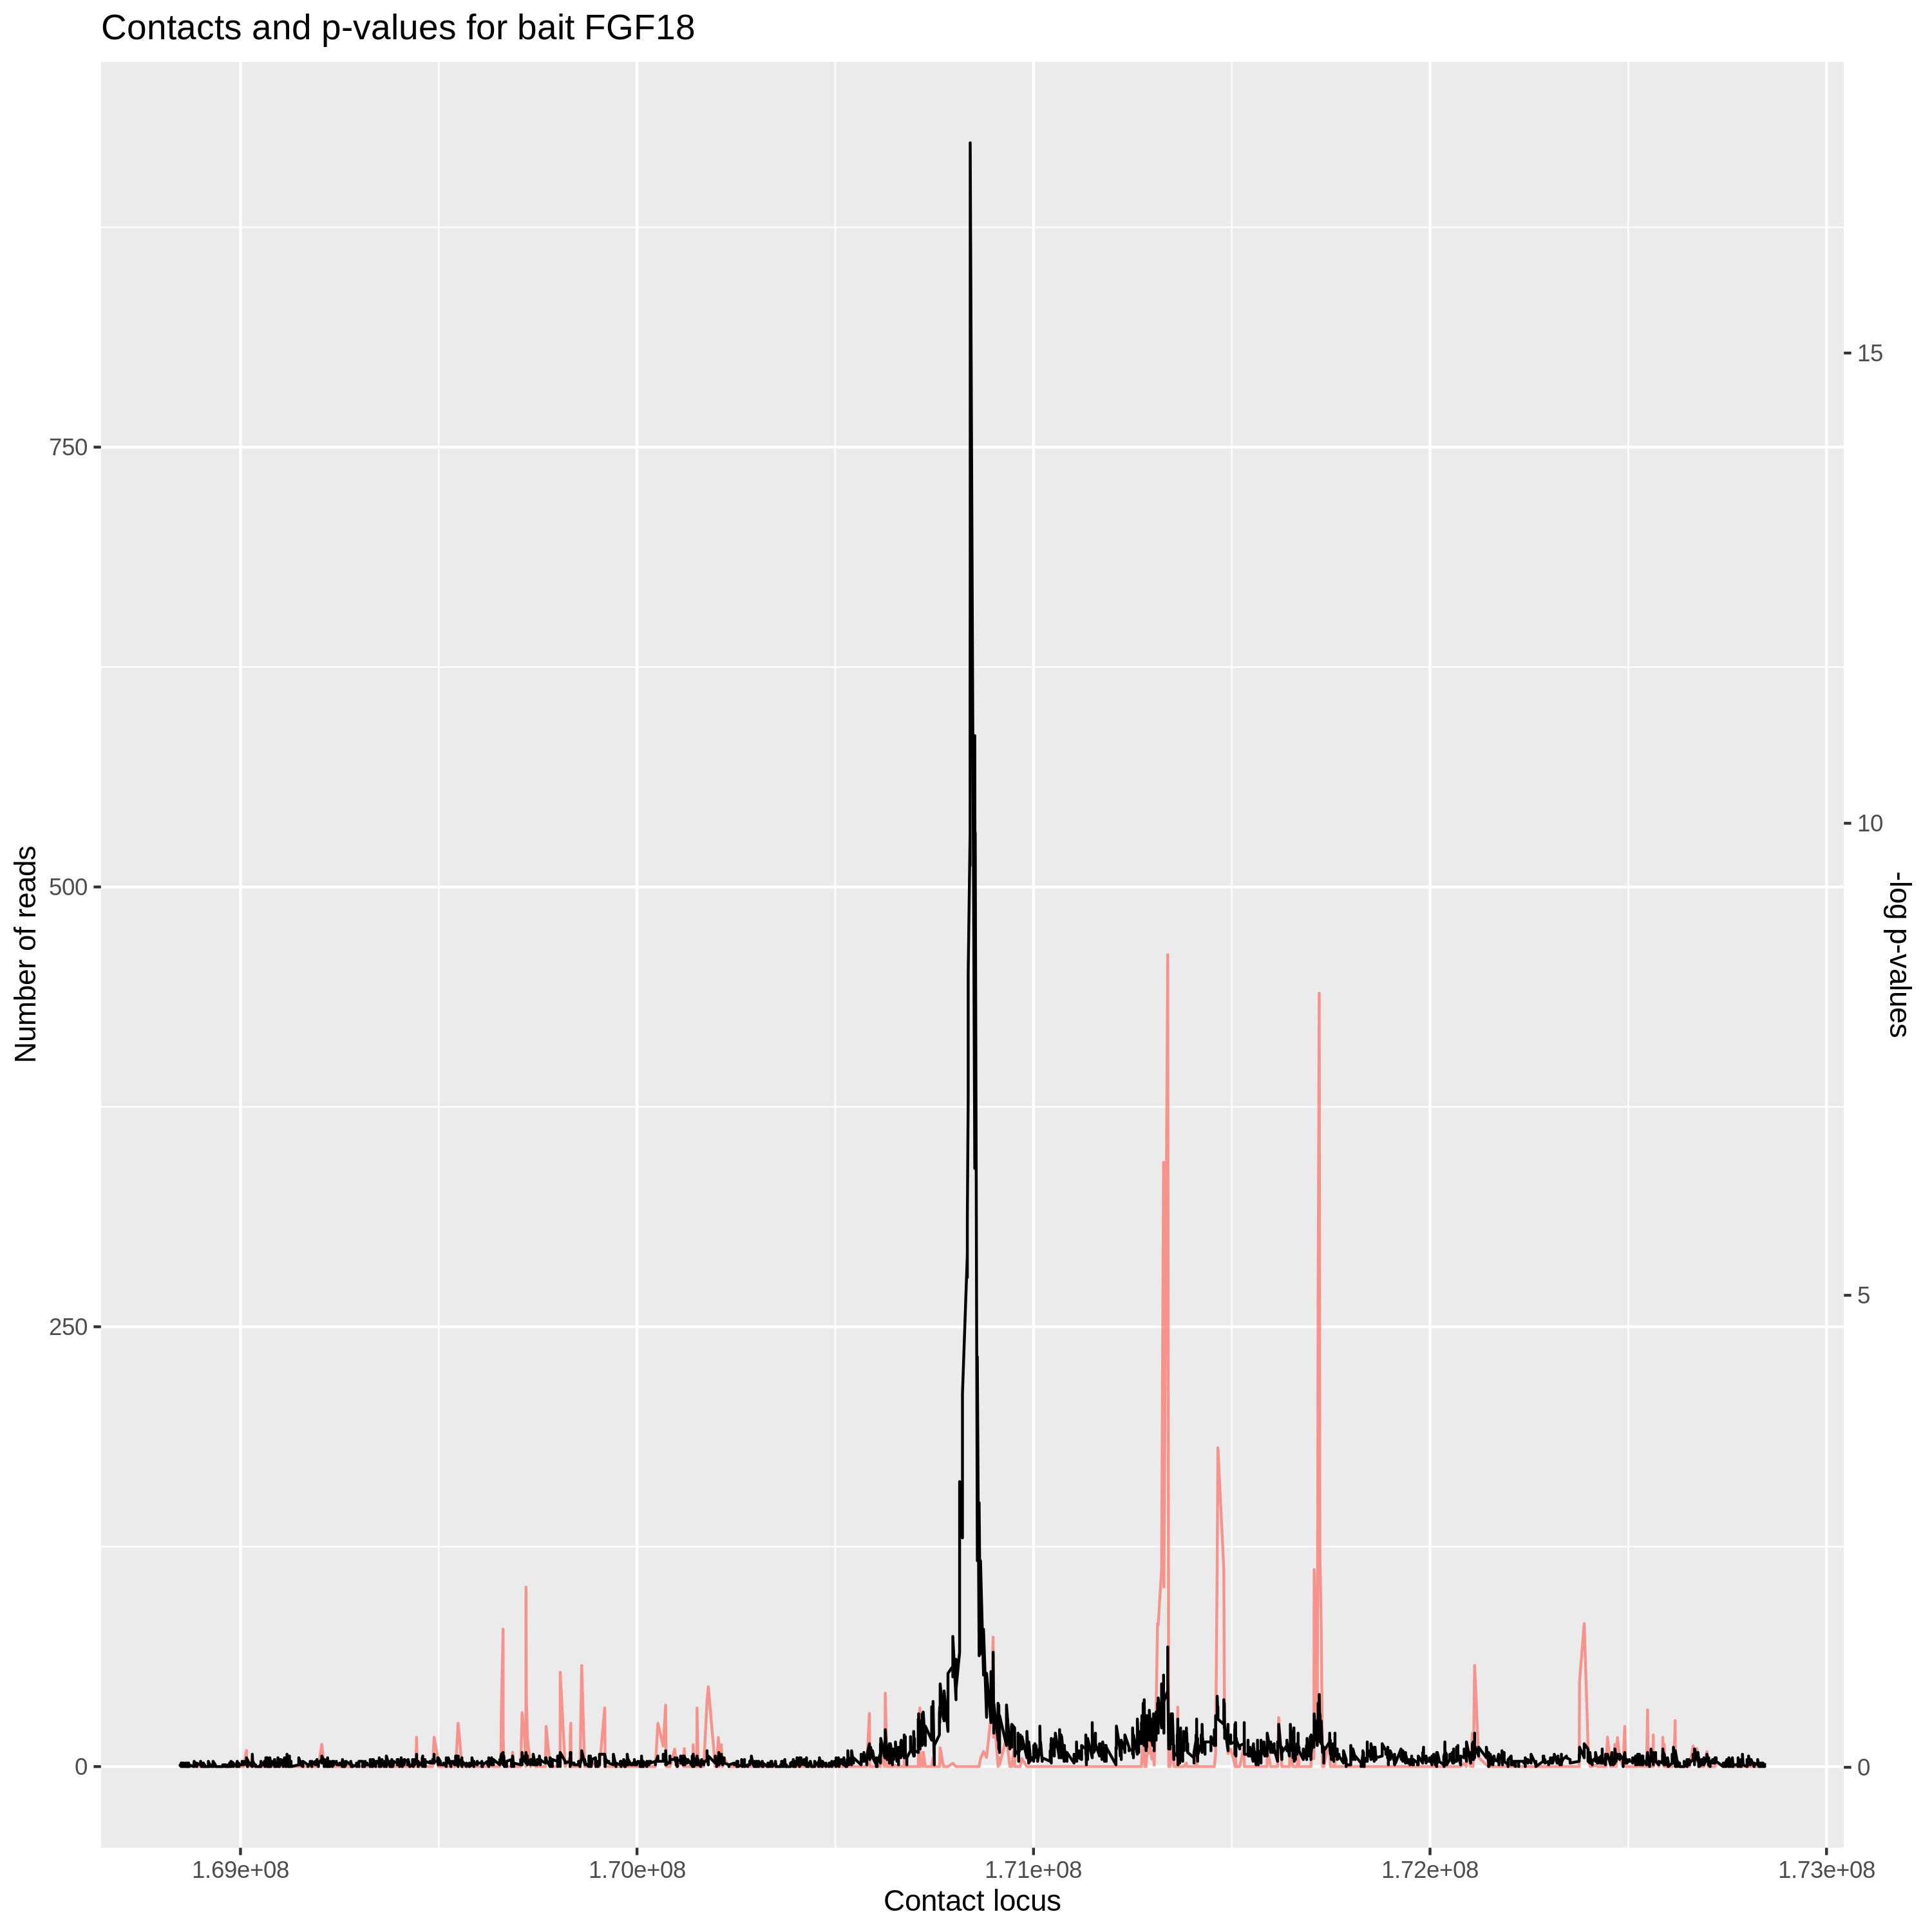 Contacts and p-values for bait FGF18
Number of reads
750
500
250
0
15
10
5
0
-log p-values
1.69e+08
1.70e+08
1.71e+08
1.72e+08
1.73e+08
Contact locus